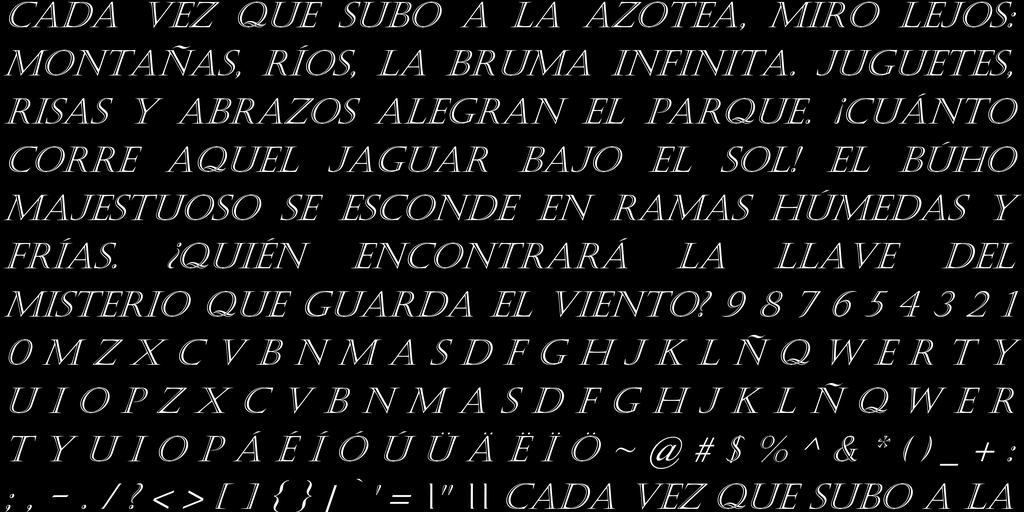 CADA VEZ QUE SUBO A LA AZOTEA, MIRO LEJOS:
MONTAÑAS, RÍOS, LA BRUMA INFINITA. JUGUETES,
RISAS Y ABRAZOS ALEGRAN EL PARQUE. ¡CUÁNTO
CORRE AQUEL JAGUAR BAJO EL SOL! EL BÚHO
MAJESTUOSO SE ESCONDE EN RAMAS HÚMEDAS Y
FRÍAS. ¿QUIÉN ENCONTRARÁ LA LLAVE DEL
MISTERIO QUE GUARDA EL VIENTO? 9 8 7 6 5 4 3 2 1
0 M Z X C V B N M A S D F G H J K L Ñ Q W E R T Y
U I O P Z X C V B N M A S D F G H J K L Ñ Q W E R
T Y U I O P Á É Í Ó Ú Ü Ä Ë Ï Ö ~ @ # $ % ^ & * ( ) _ + :
; , - . / ? < > [ ] { } | ` ' = \" \\ CADA VEZ QUE SUBO A LA